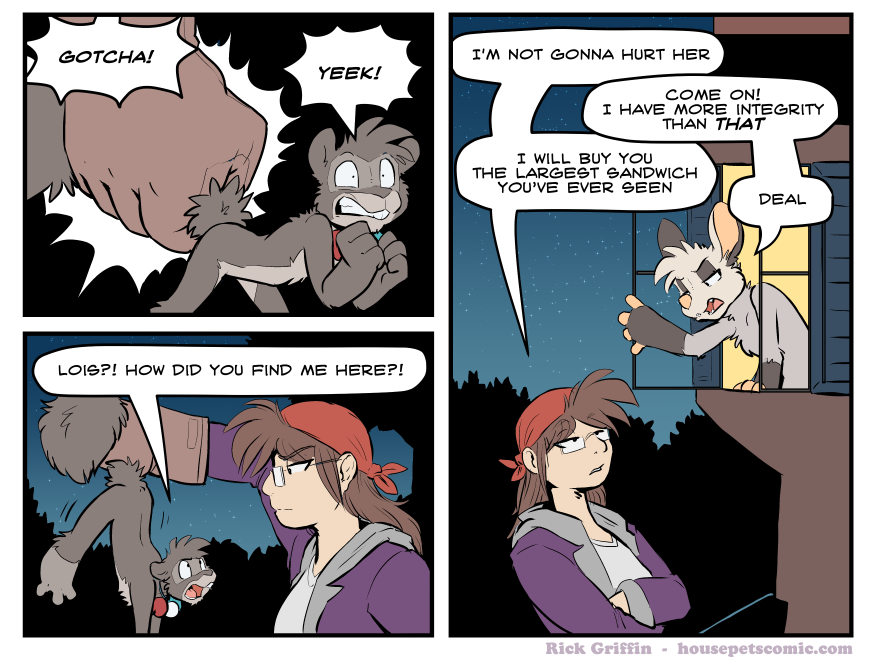 GOTCHA!
YEEK!
LOIS?! HOW DID YOU FIND ME HERE?!
I'M NOT GONNA HURT HER
COME ON!
I HAVE MORE INTEGRITY
THAN THAT
I WILL BUY YOU
THE LARGEST SANDWICH
YOU'VE EVER SEEN
DEAL
Rick Griffin - housepetscomic.com